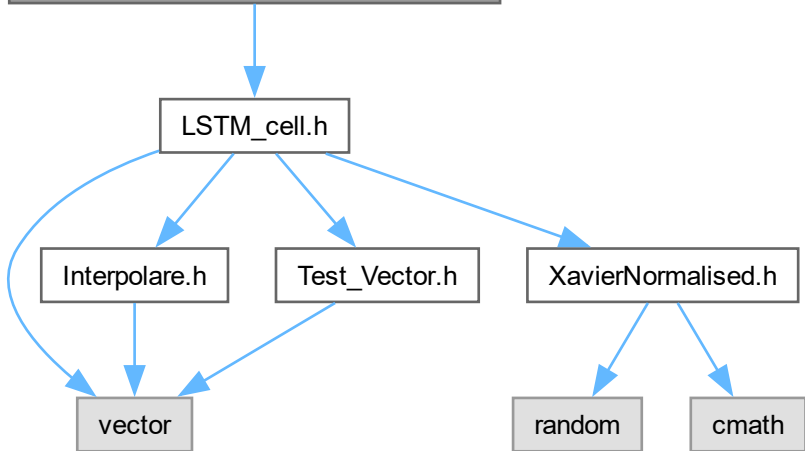 LSTM_cell.h
Interpolare.h
Test_Vector.h
XavierNormalised.h
vector
random
cmath